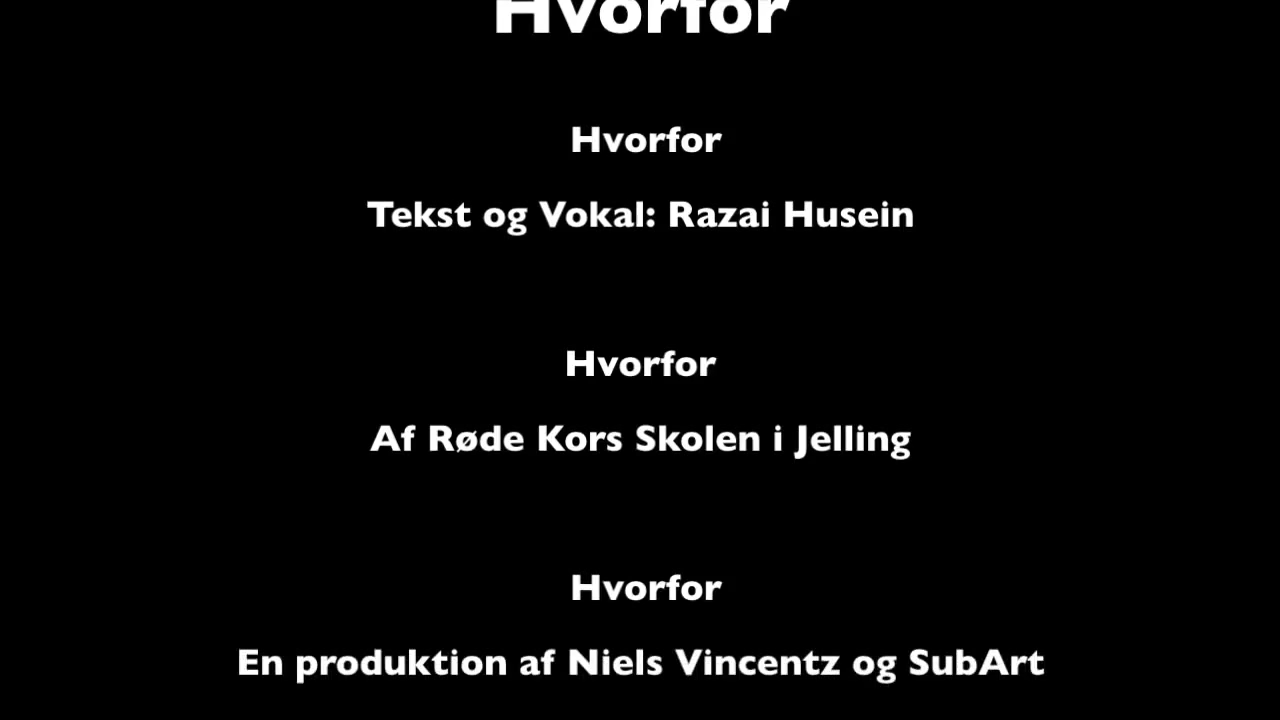 Hvorfor
Hvorfor
Tekst og Vokal: Razai Husein
Hvorfor
Af Røde Kors Skolen i Jelling
Hvorfor
En produktion af Niels Vincentz og SubArt